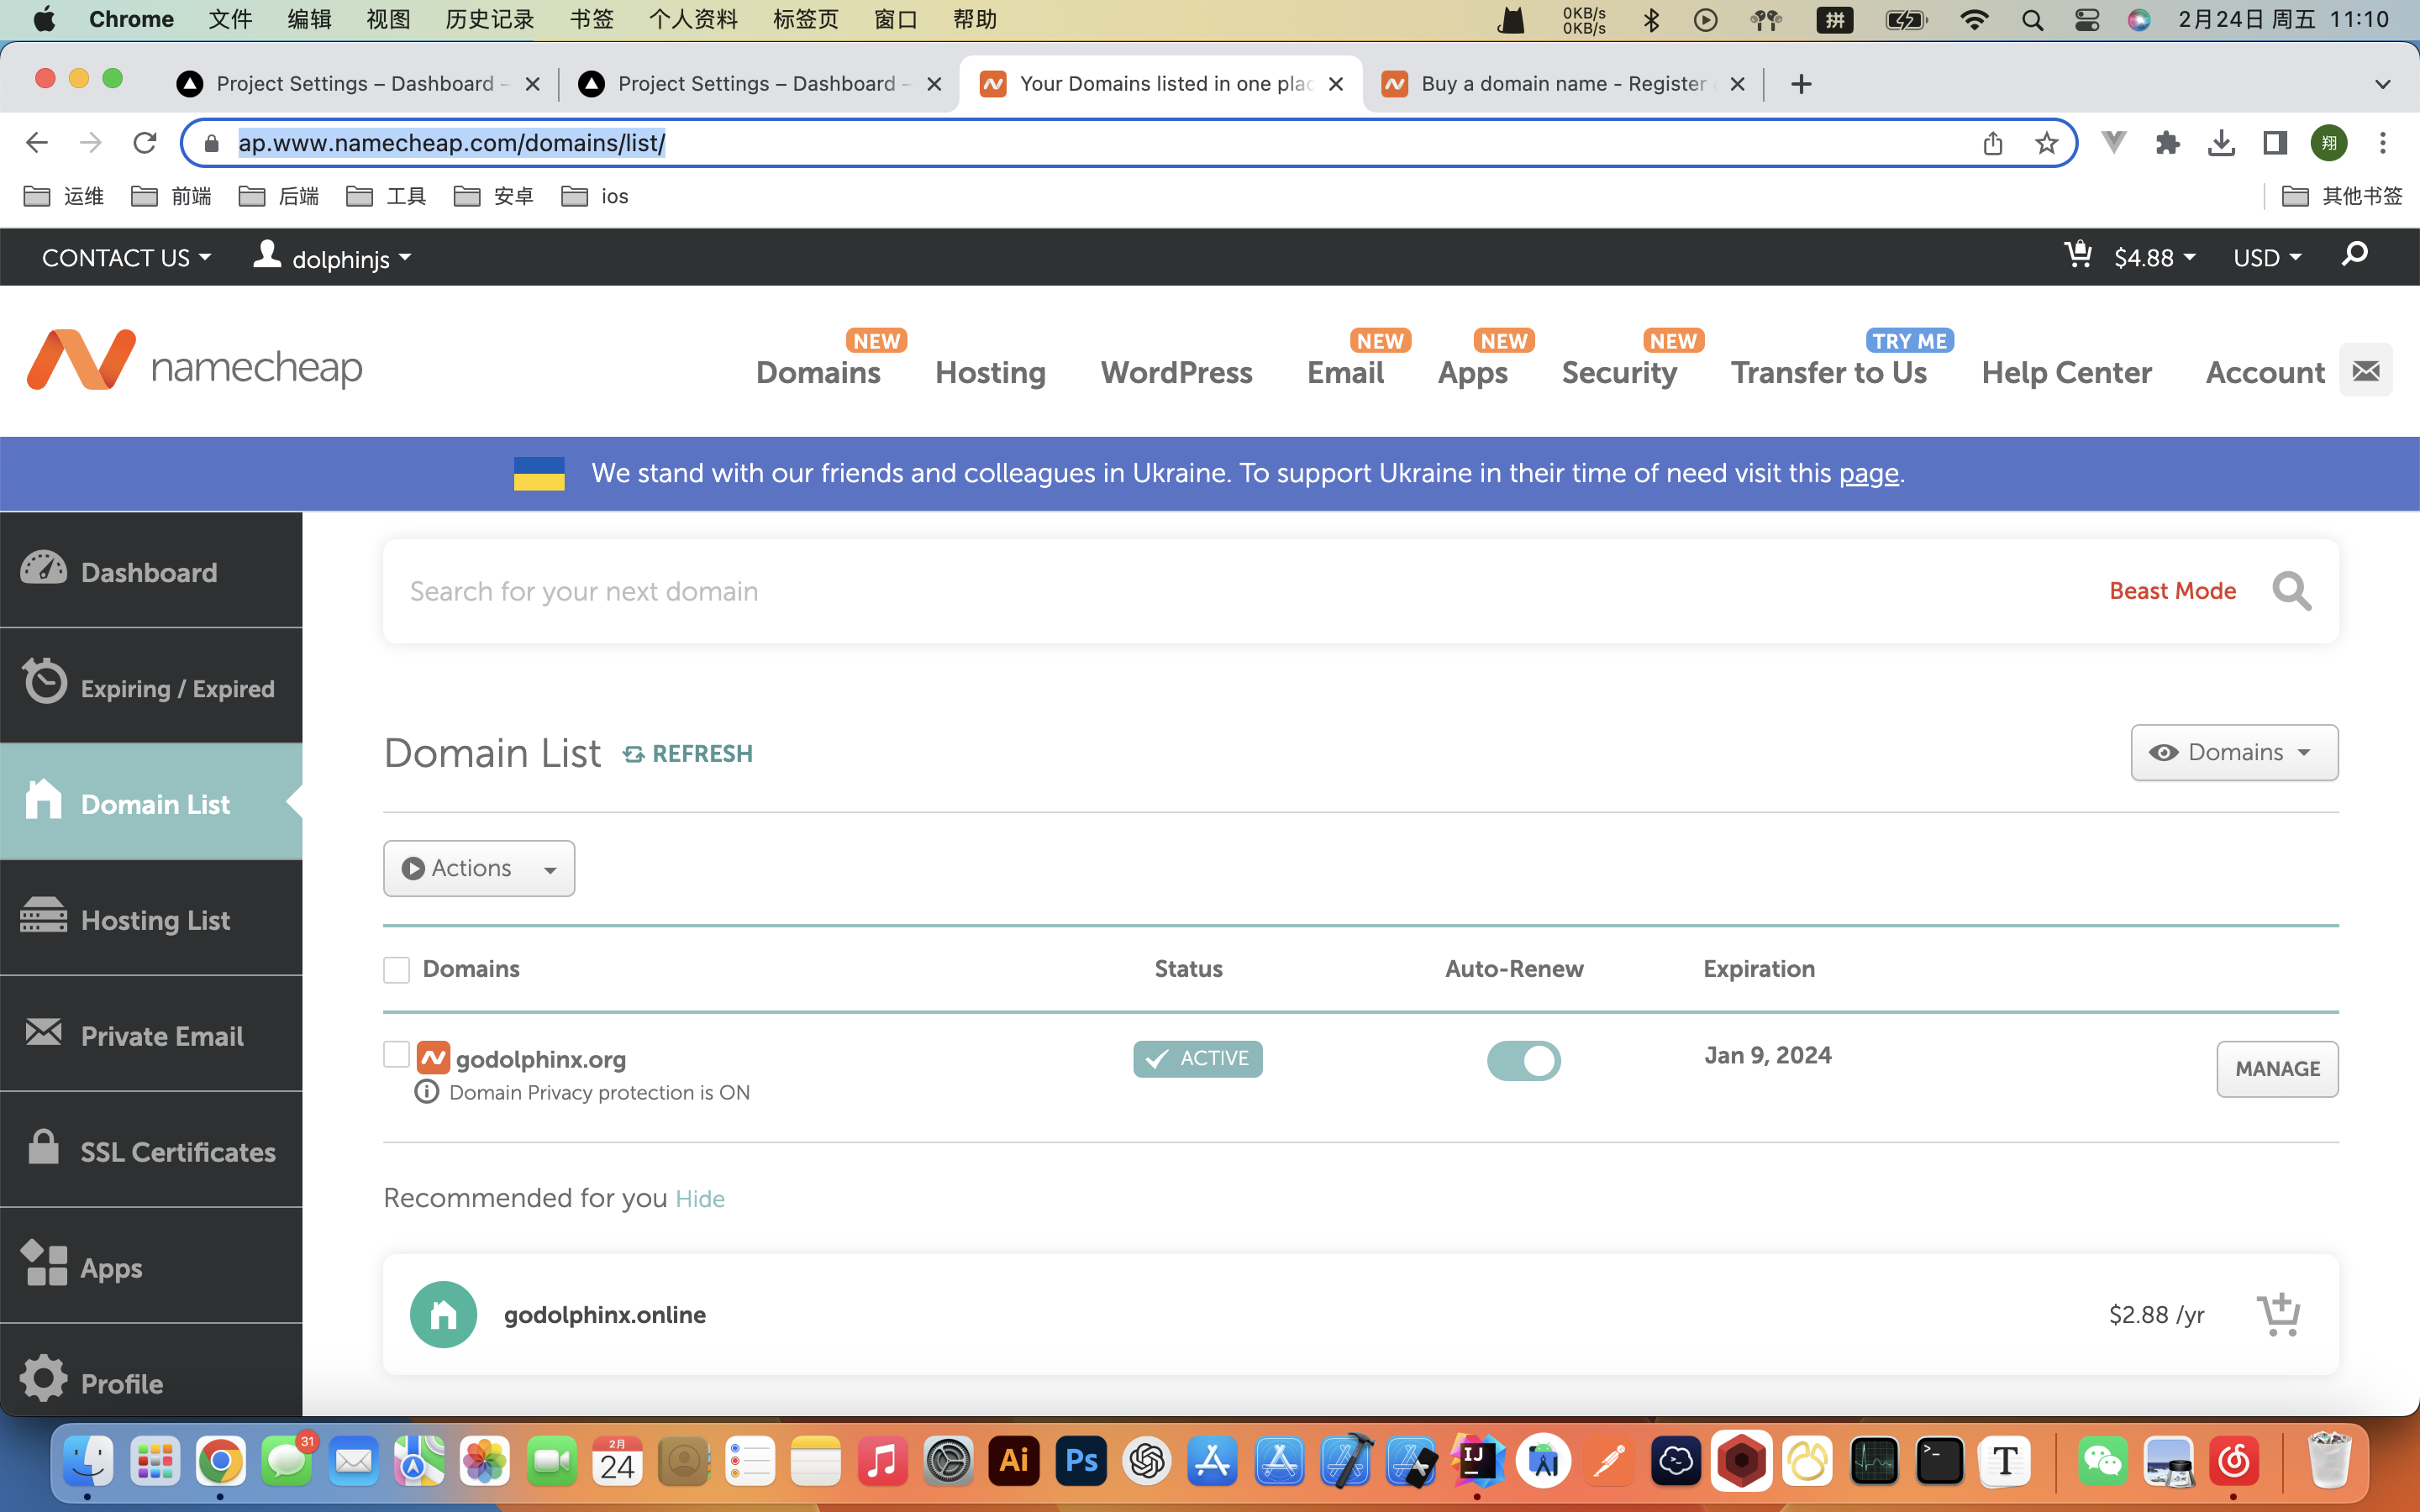 Chrome 文件 编辑 视图 历史记录 书签 个人资料 标签页 窗口 帮助 0KB/s 0KB/s 拼 2月24日 周五 11:10
Project Settings – Dashboard – Project Settings – Dashboard – Your Domains listed in one plac Buy a domain name - Register
ap.www.namecheap.com/domains/list/ 翔
运维 前端 后端 工具 安卓 ios 其他书签
CONTACT US dolphinjs $4.88 USD
NEW NEW NEW NEW TRY ME
namecheap Domains Hosting WordPress Email Apps Security Transfer to Us Help Center Account
We stand with our friends and colleagues in Ukraine. To support Ukraine in their time of need visit this page.
Dashboard
Expiring / Expired
Domain List
Hosting List
Private Email
SSL Certificates
Apps
Profile
Search for your next domain Beast Mode
Domain List REFRESH Domains
Actions
Domains Status Auto-Renew Expiration
godolphinx.org ACTIVE Jan 9, 2024 MANAGE
Domain Privacy protection is ON
Recommended for you Hide
godolphinx.online $2.88 /yr
31 2月 24 Ai Ps IJ T